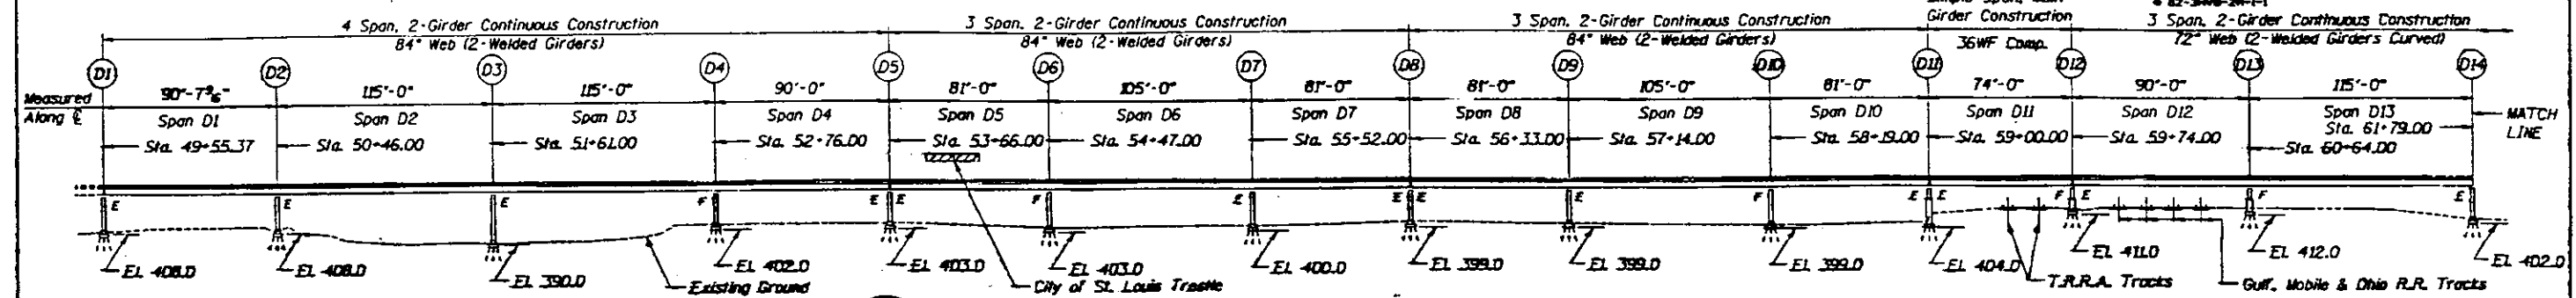 4 Span, 2-Girder Continuous Construction
84" Web (2-Welded Girders)
3 Span, 2-Girder Continuous Construction
84" Web (2-Welded Girders)
3 Span, 2-Girder Continuous Construction
84" Web (2-Welded Girders)
Girder Construction
36WF Comp.
3 Span, 2-Girder Continuous Construction
72" Web (2-Welded Girders Curved)
D1 D2 D3 D4 D5 D6 D7 D8 D9 D10 D11 D12 D13 D14
Measured
Along ℄
90'-7 9/16" 115'-0" 115'-0" 90'-0" 81'-0" 105'-0" 81'-0" 81'-0" 105'-0" 81'-0" 74'-0" 90'-0" 115'-0"
Span D1 Span D2 Span D3 Span D4 Span D5 Span D6 Span D7 Span D8 Span D9 Span D10 Span D11 Span D12 Span D13
Sta. 49+55.37 Sta. 50+46.00 Sta. 51+61.00 Sta. 52+76.00 Sta. 53+66.00 Sta. 54+47.00 Sta. 55+52.00 Sta. 56+33.00 Sta. 57+14.00 Sta. 58+19.00 Sta. 59+00.00 Sta. 59+74.00 Sta. 60+64.00 Sta. 61+79.00
MATCH
LINE
E E E F E E F E E E E F E E F E F E
El. 408.0 El. 408.0 El. 390.0 El. 402.0 El. 403.0 El. 403.0 El. 400.0 El. 399.0 El. 399.0 El. 399.0 El. 404.0 El. 411.0 El. 412.0 El. 402.0
Existing Ground
City of St. Louis Trestle
T.R.R.A. Tracks
Gulf, Mobile & Ohio R.R. Tracks